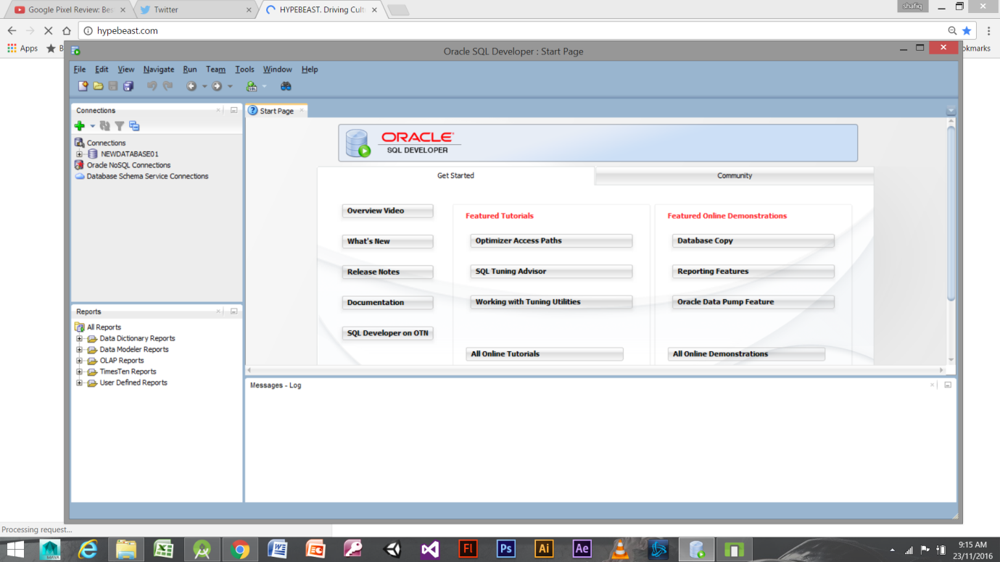 Google Pixel Review: Bes
Twitter
HYPEBEAST. Driving Cult
shafiq
hypebeast.com
Apps
B
okmarks
Oracle SQL Developer : Start Page
File Edit View Navigate Run Team Tools Window Help
Connections
Start Page
Connections
NEWDATABASE01
Oracle NoSQL Connections
Database Schema Service Connections
ORACLE
SQL DEVELOPER
Get Started
Community
Overview Video
What's New
Release Notes
Documentation
SQL Developer on OTN
Featured Tutorials
Optimizer Access Paths
SQL Tuning Advisor
Working with Tuning Utilities
All Online Tutorials
Featured Online Demonstrations
Database Copy
Reporting Features
Oracle Data Pump Feature
All Online Demonstrations
Reports
All Reports
Data Dictionary Reports
Data Modeler Reports
OLAP Reports
TimesTen Reports
User Defined Reports
Messages - Log
Processing request...
MAYA
Fl
Ps
Ai
Ae
9:15 AM
23/11/2016